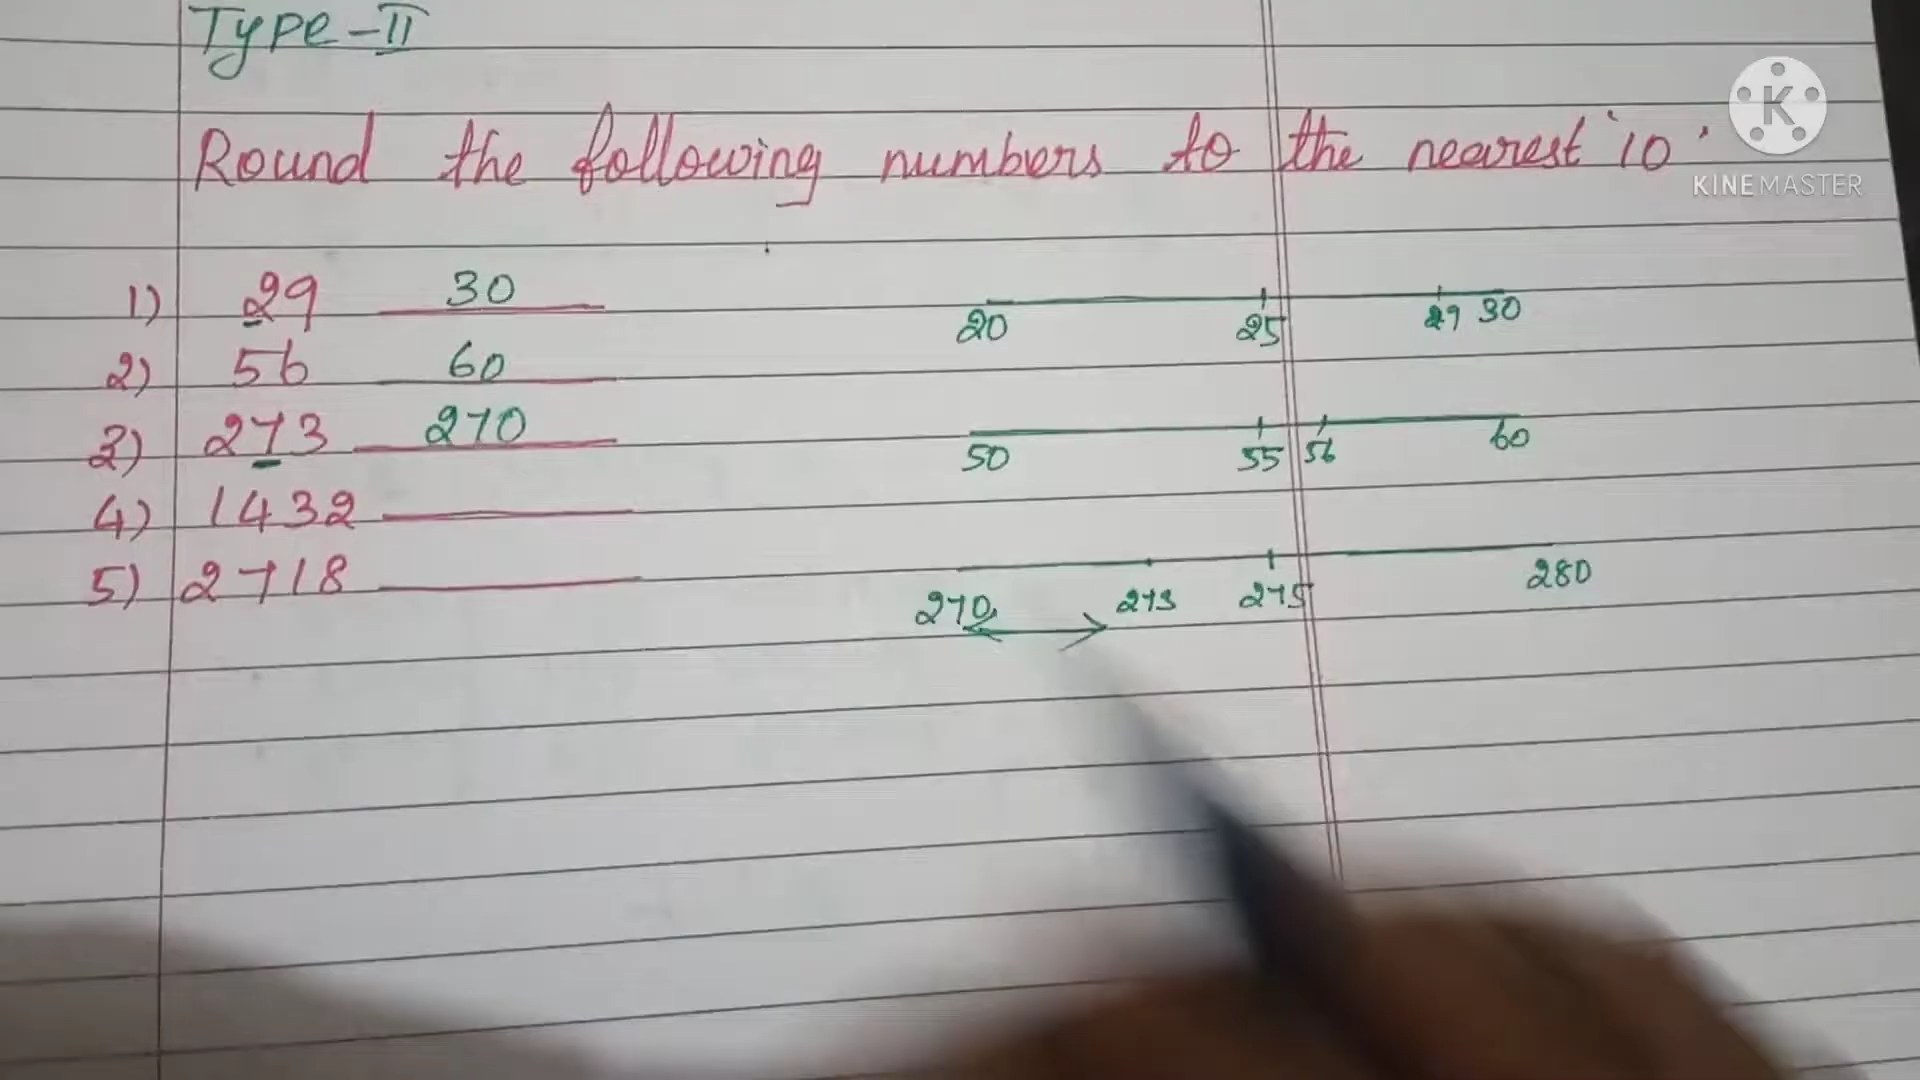 Type - II
Round the following numbers to the nearest '10'
KINEMASTER
1) 29 30
20 25 29 30
2) 56 60
3) 273 270
50 55 56 60
4) 1432
5) 2718
270 273 275 280